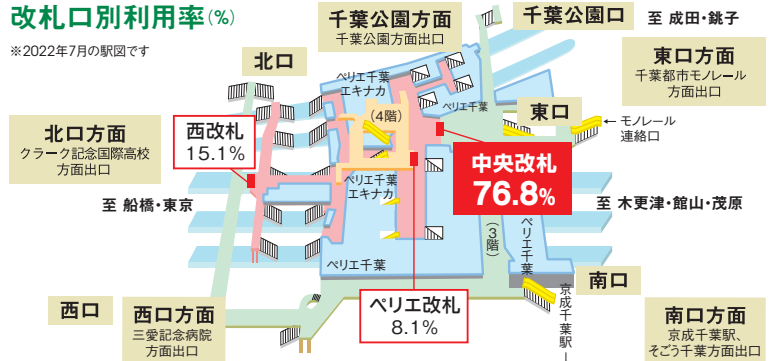 改札口別利用率(%)
※2022年7月の駅図です
千葉公園方面
千葉公園方面出口
千葉公園口
至 成田・銚子
北口
東口方面
千葉都市モノレール
方面出口
ペリエ千葉
エキナカ
(4階)
ペリエ千葉
東口
←モノレール
連絡口
北口方面
クラーク記念国際高校
方面出口
西改札
15.1%
中央改札
76.8%
ペリエ千葉
エキナカ
至 船橋・東京
至 木更津・館山・茂原
(3階)
ペリエ千葉
ペリエ千葉
南口
京成千葉駅
西口
西口方面
三愛記念病院
方面出口
ペリエ改札
8.1%
南口方面
京成千葉駅、
そごう千葉方面出口